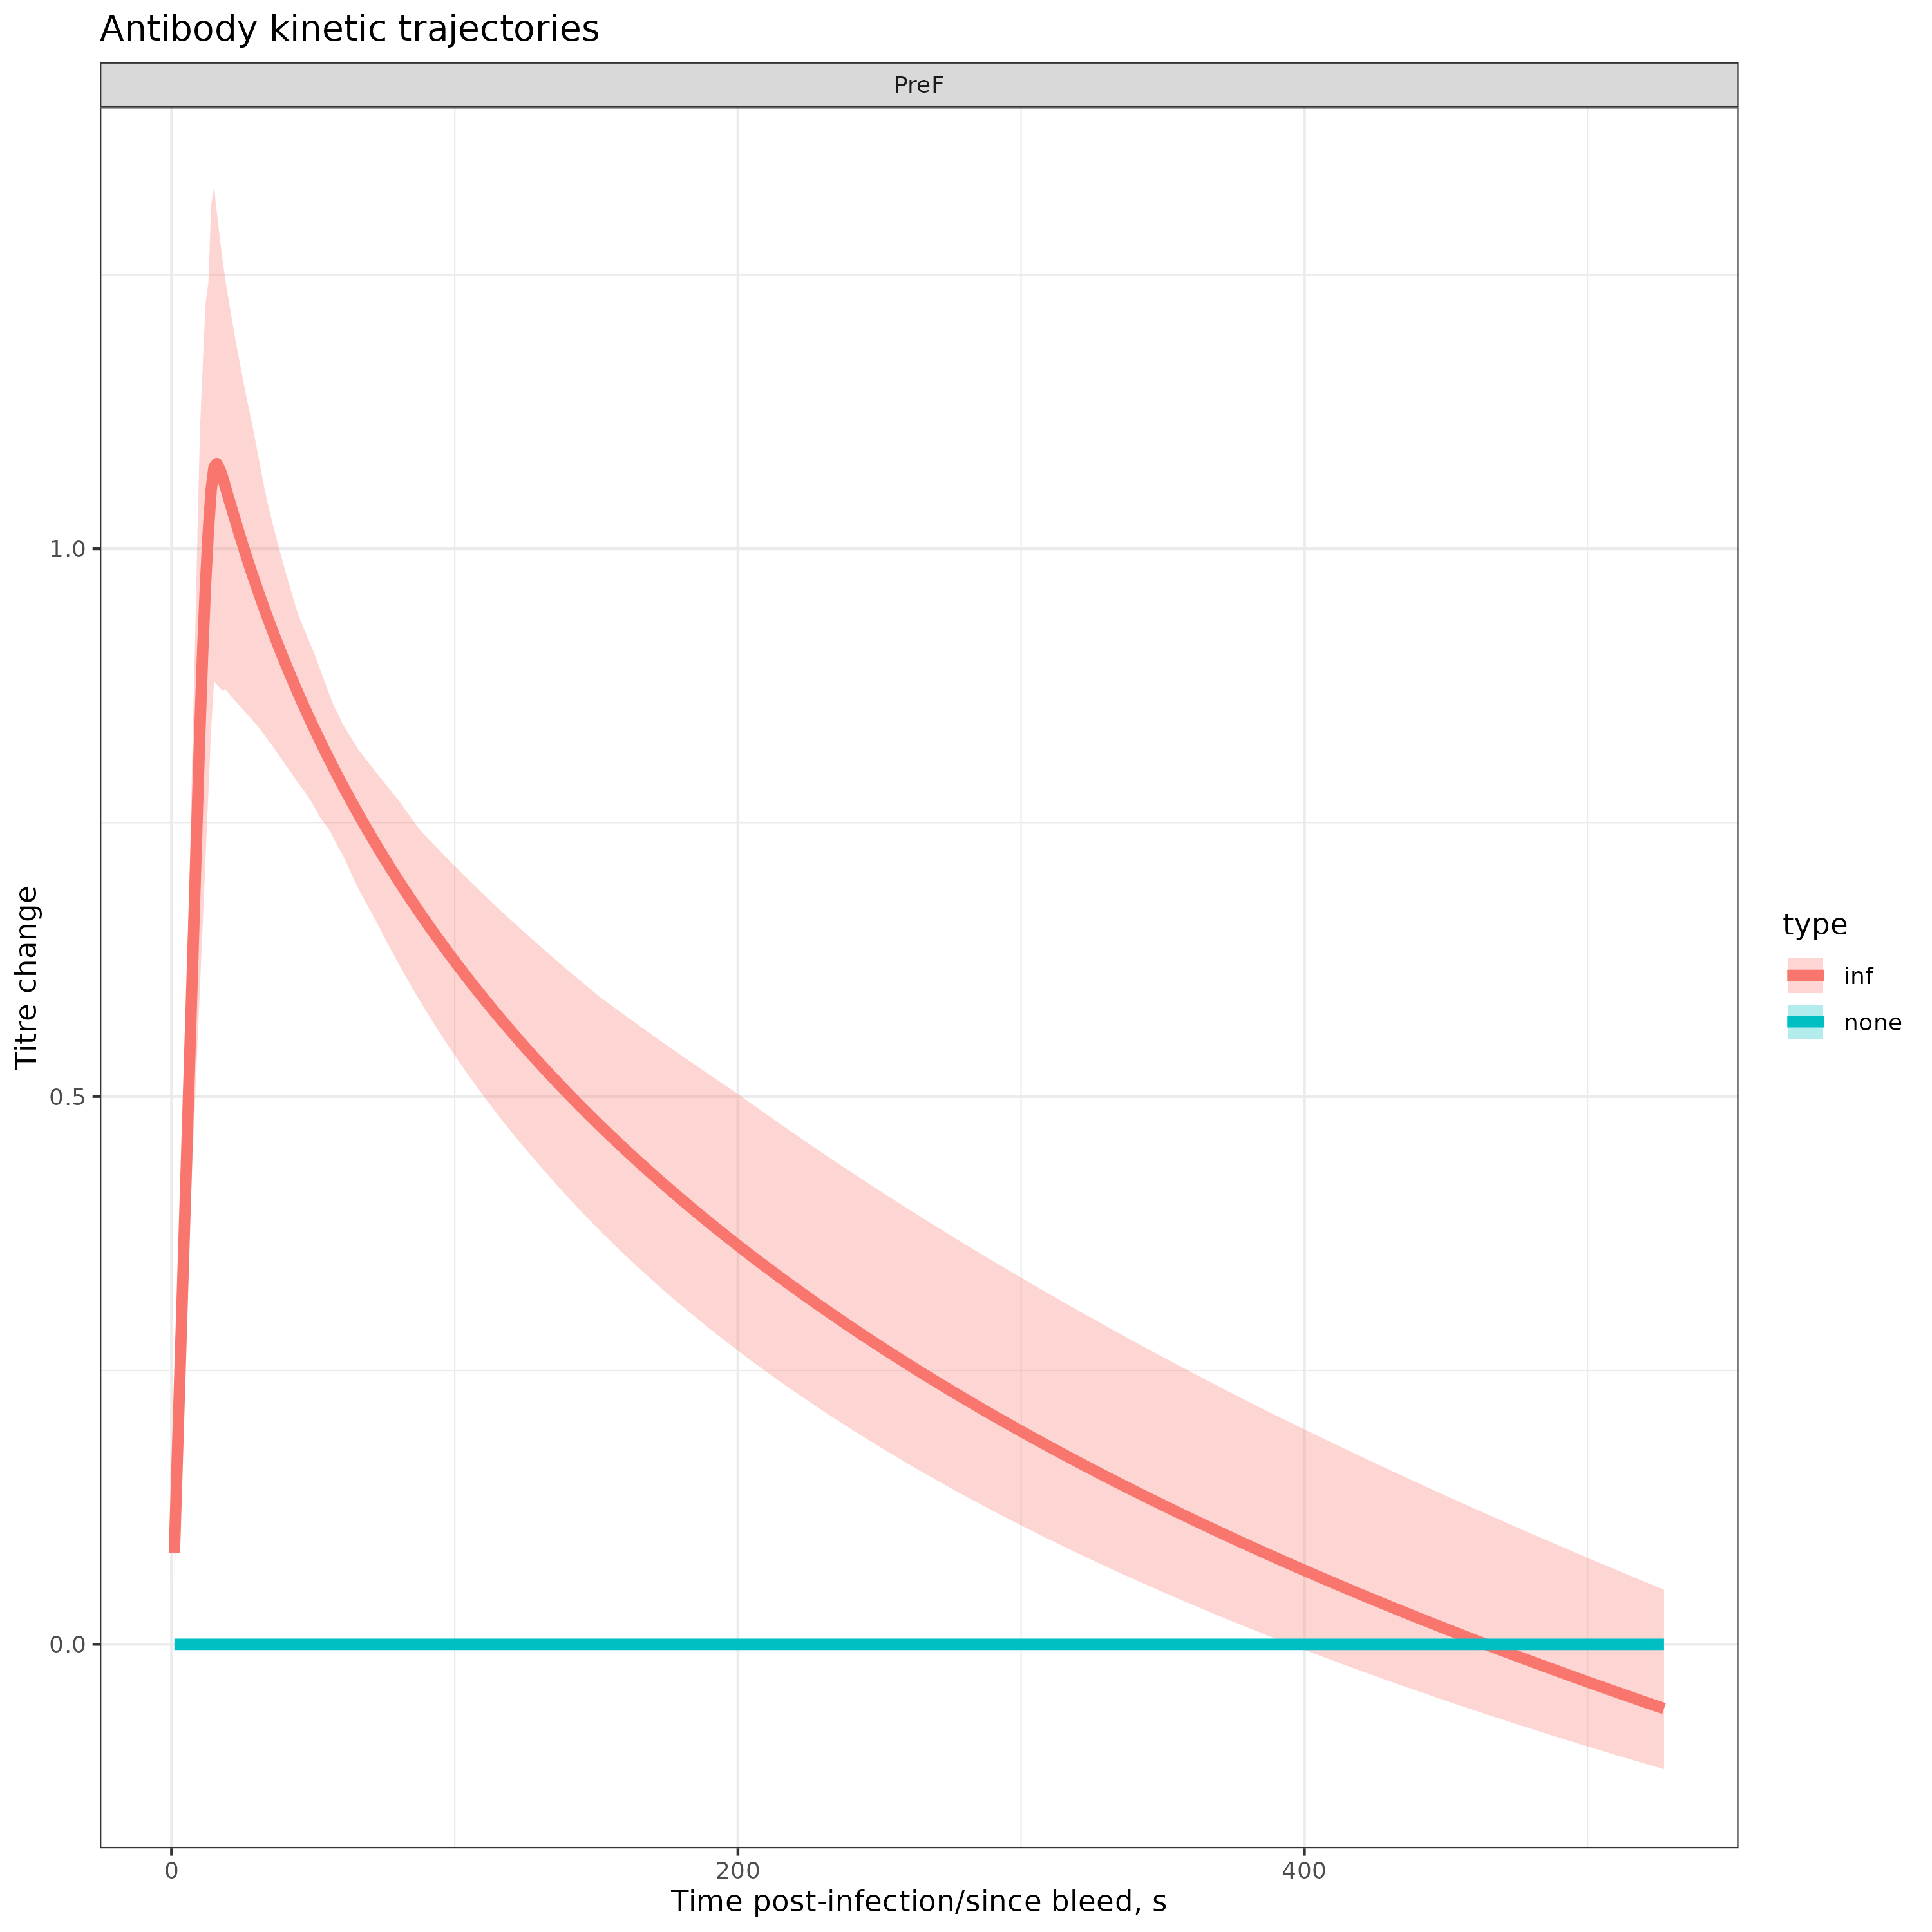 Antibody kinetic trajectories
PreF
1.0
0.5
0.0
Titre change
0
200
400
Time post-infection/since bleed, s
type
inf
none